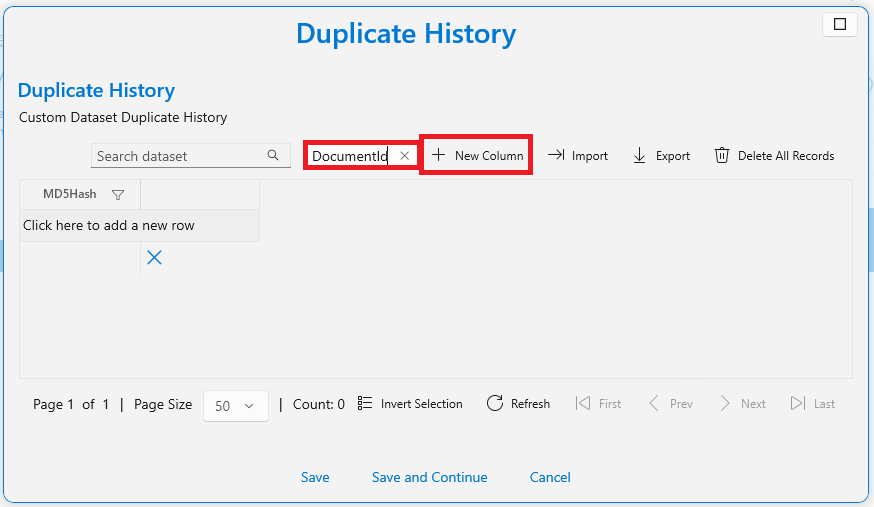 Duplicate History
Duplicate History
Custom Dataset Duplicate History
Search dataset DocumentId New Column Import Export Delete All Records
MD5Hash
Click here to add a new row
Page 1 of 1 | Page Size 50 | Count: 0 Invert Selection Refresh First Prev Next Last
Save Save and Continue Cancel